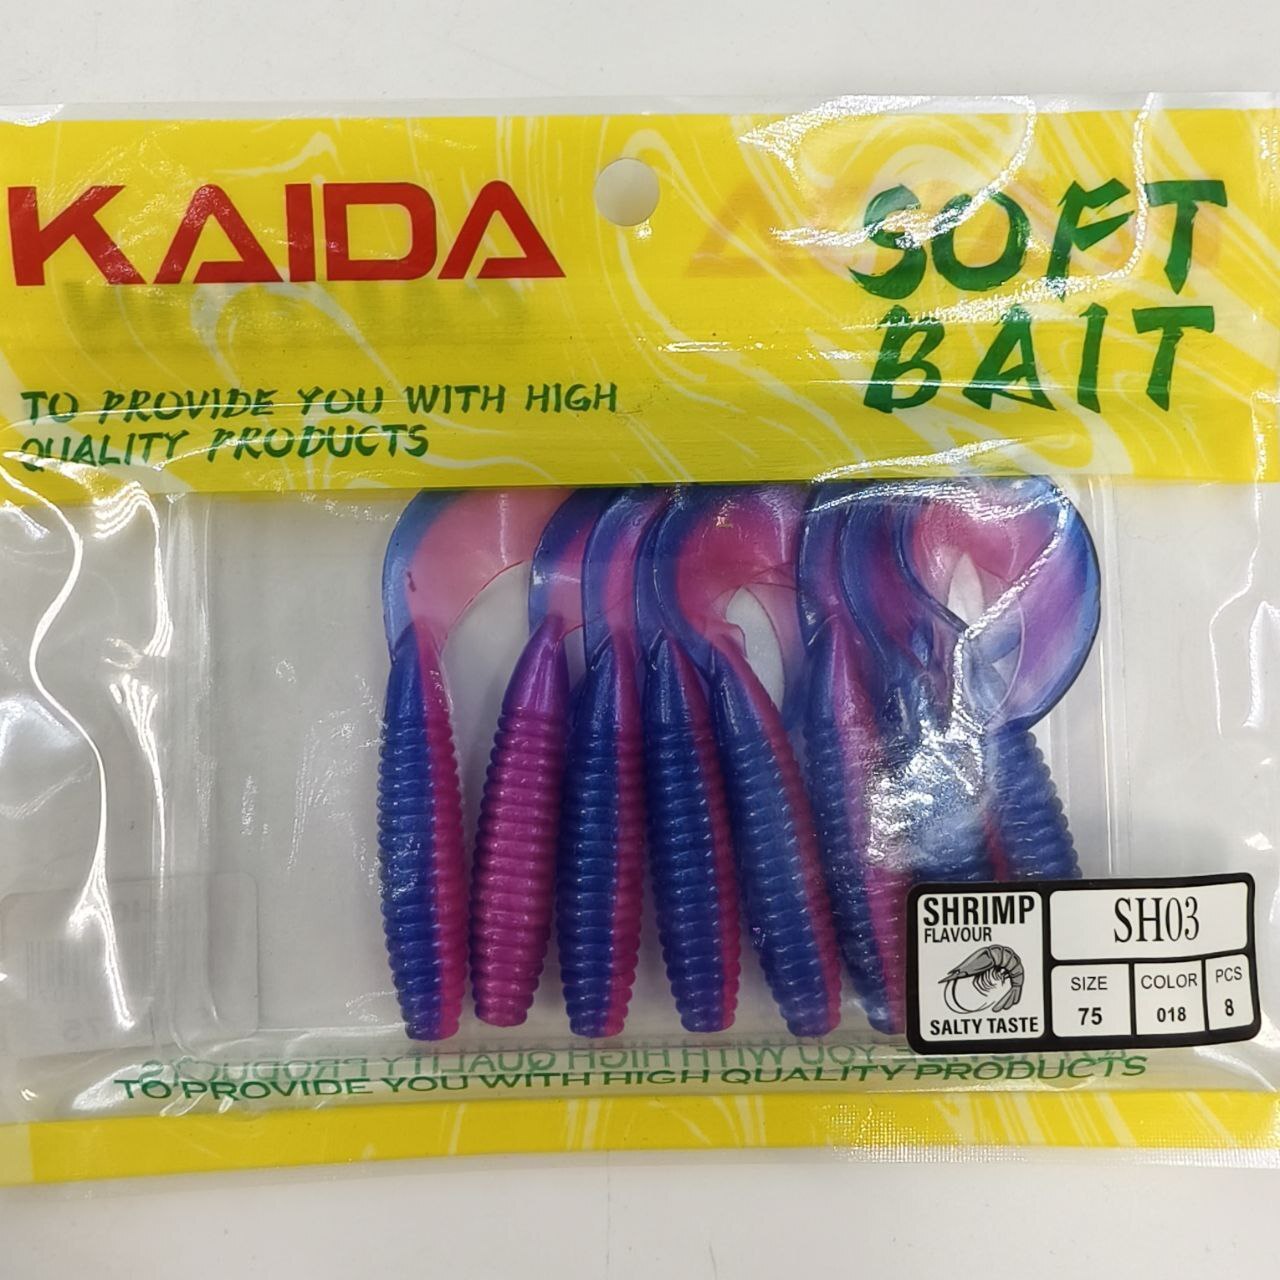 KAIDA
SOFT
BAIT
TO PROVIDE YOU WITH HIGH
QUALITY PRODUCTS
SHRIMP
FLAVOUR
SALTY TASTE
SH03
SIZE
75
COLOR
018
PCS
8
TO PROVIDE YOU WITH HIGH QUALITY PRODUCTS